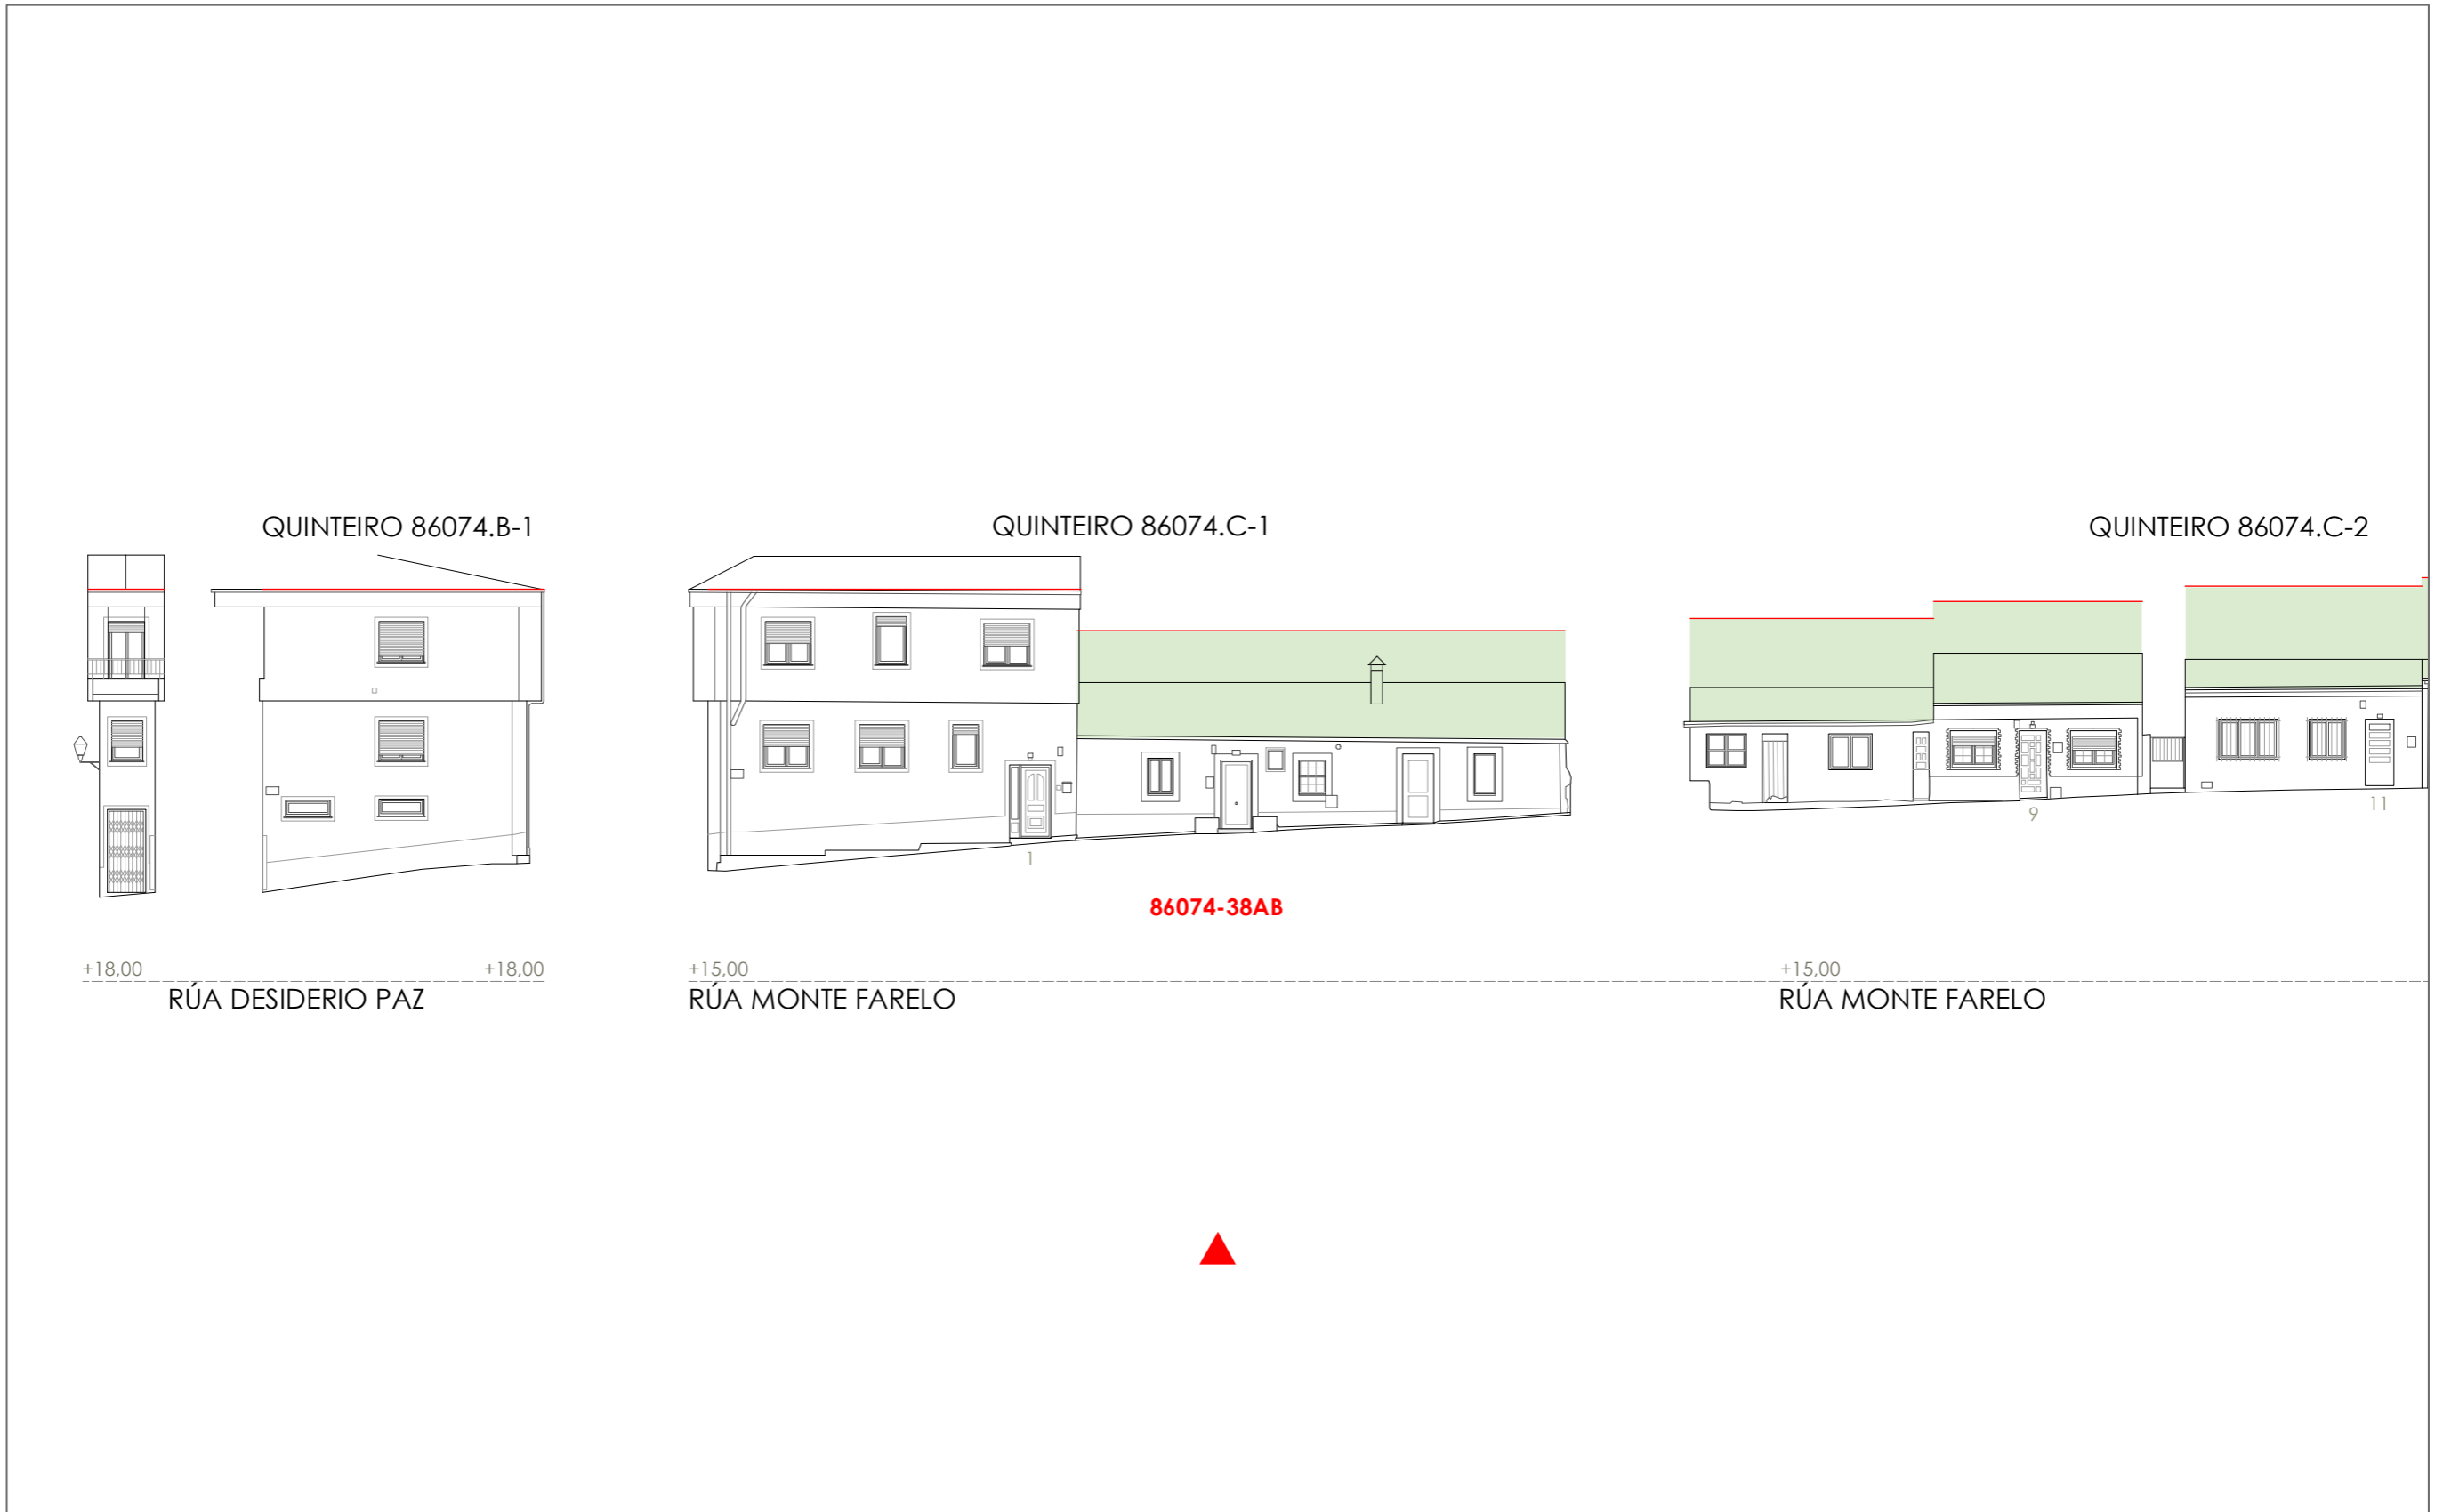 QUINTEIRO 86074.B-1
QUINTEIRO 86074.C-1
QUINTEIRO 86074.C-2
9
11
1
86074-38AB
+18,00
+18,00
+15,00
+15,00
RÚA DESIDERIO PAZ
RÚA MONTE FARELO
RÚA MONTE FARELO